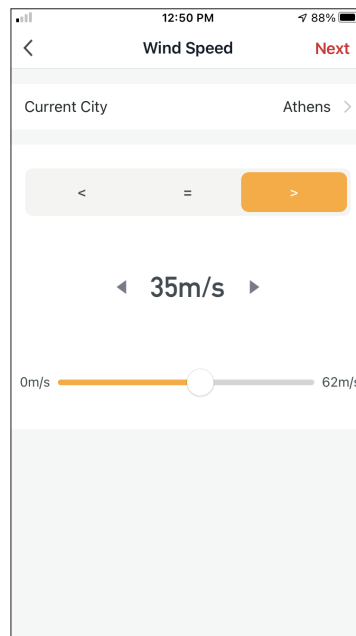 12:50 PM 88%
Wind Speed Next
Current City Athens
< = >
35m/s
0m/s 62m/s